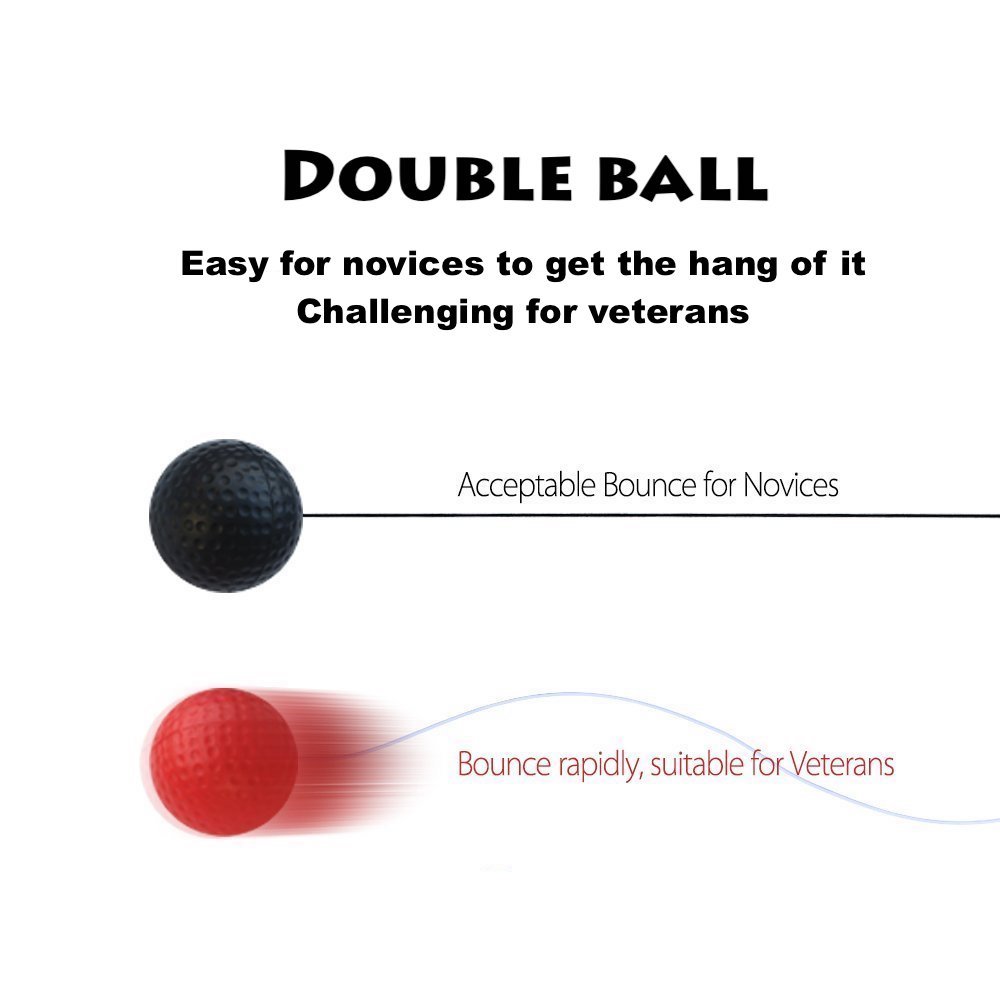 DOUBLE BALL
Easy for novices to get the hang of it
Challenging for veterans
Acceptable Bounce for Novices
Bounce rapidly, suitable for Veterans